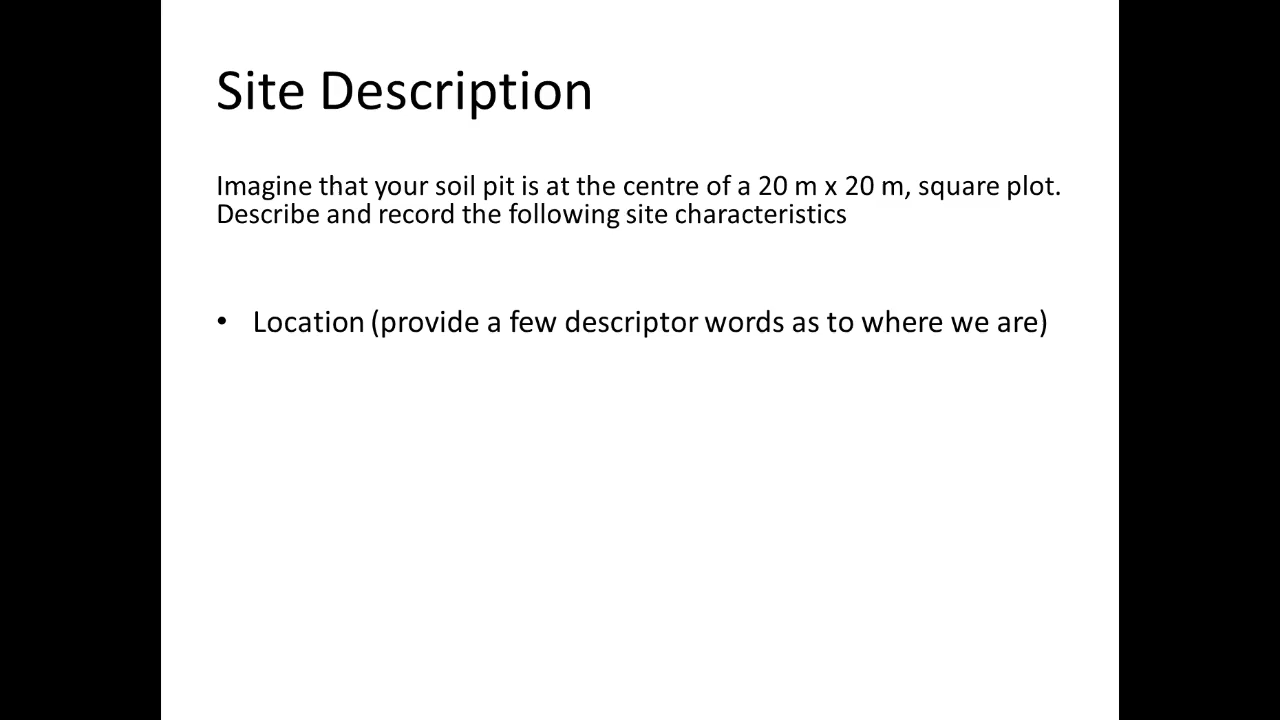 Site Description
Imagine that your soil pit is at the centre of a 20 m x 20 m, square plot.
Describe and record the following site characteristics
• Location (provide a few descriptor words as to where we are)